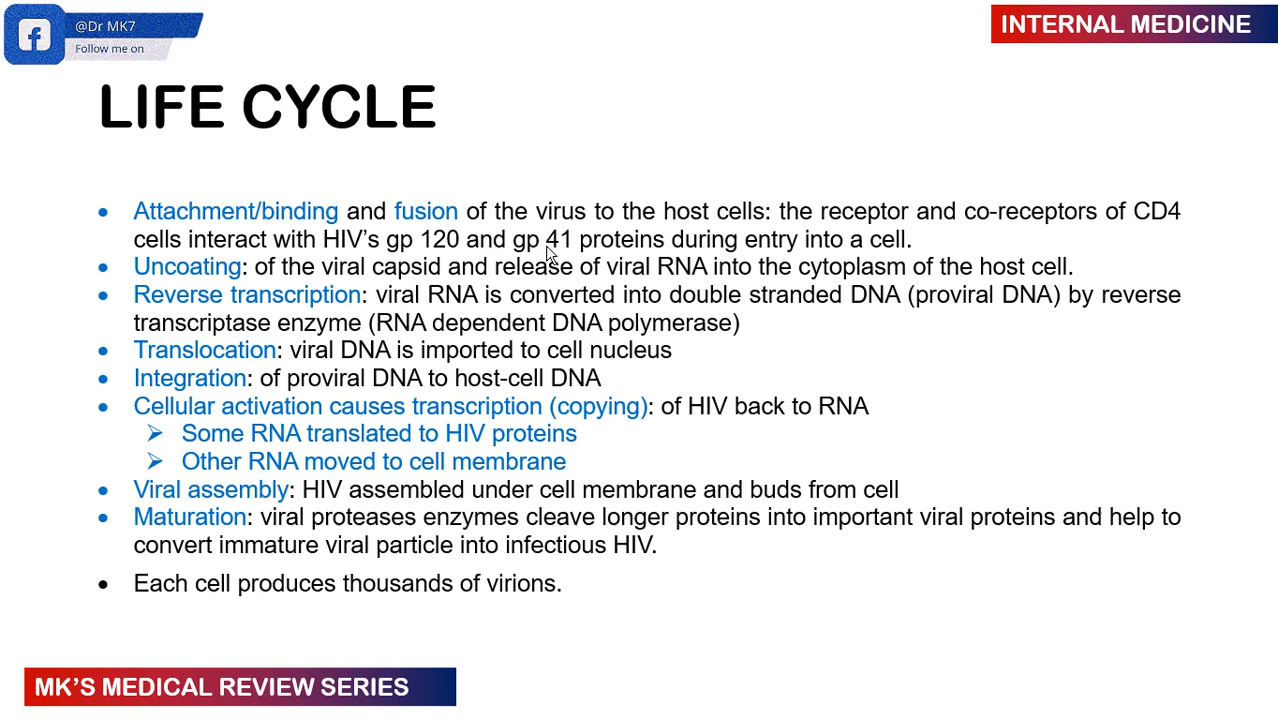 @Dr MK7
Follow me on
INTERNAL MEDICINE
LIFE CYCLE
• Attachment/binding and fusion of the virus to the host cells: the receptor and co-receptors of CD4
cells interact with HIV’s gp 120 and gp 41 proteins during entry into a cell.
• Uncoating: of the viral capsid and release of viral RNA into the cytoplasm of the host cell.
• Reverse transcription: viral RNA is converted into double stranded DNA (proviral DNA) by reverse
transcriptase enzyme (RNA dependent DNA polymerase)
• Translocation: viral DNA is imported to cell nucleus
• Integration: of proviral DNA to host-cell DNA
• Cellular activation causes transcription (copying): of HIV back to RNA
➢ Some RNA translated to HIV proteins
➢ Other RNA moved to cell membrane
• Viral assembly: HIV assembled under cell membrane and buds from cell
• Maturation: viral proteases enzymes cleave longer proteins into important viral proteins and help to
convert immature viral particle into infectious HIV.
• Each cell produces thousands of virions.
MK’S MEDICAL REVIEW SERIES